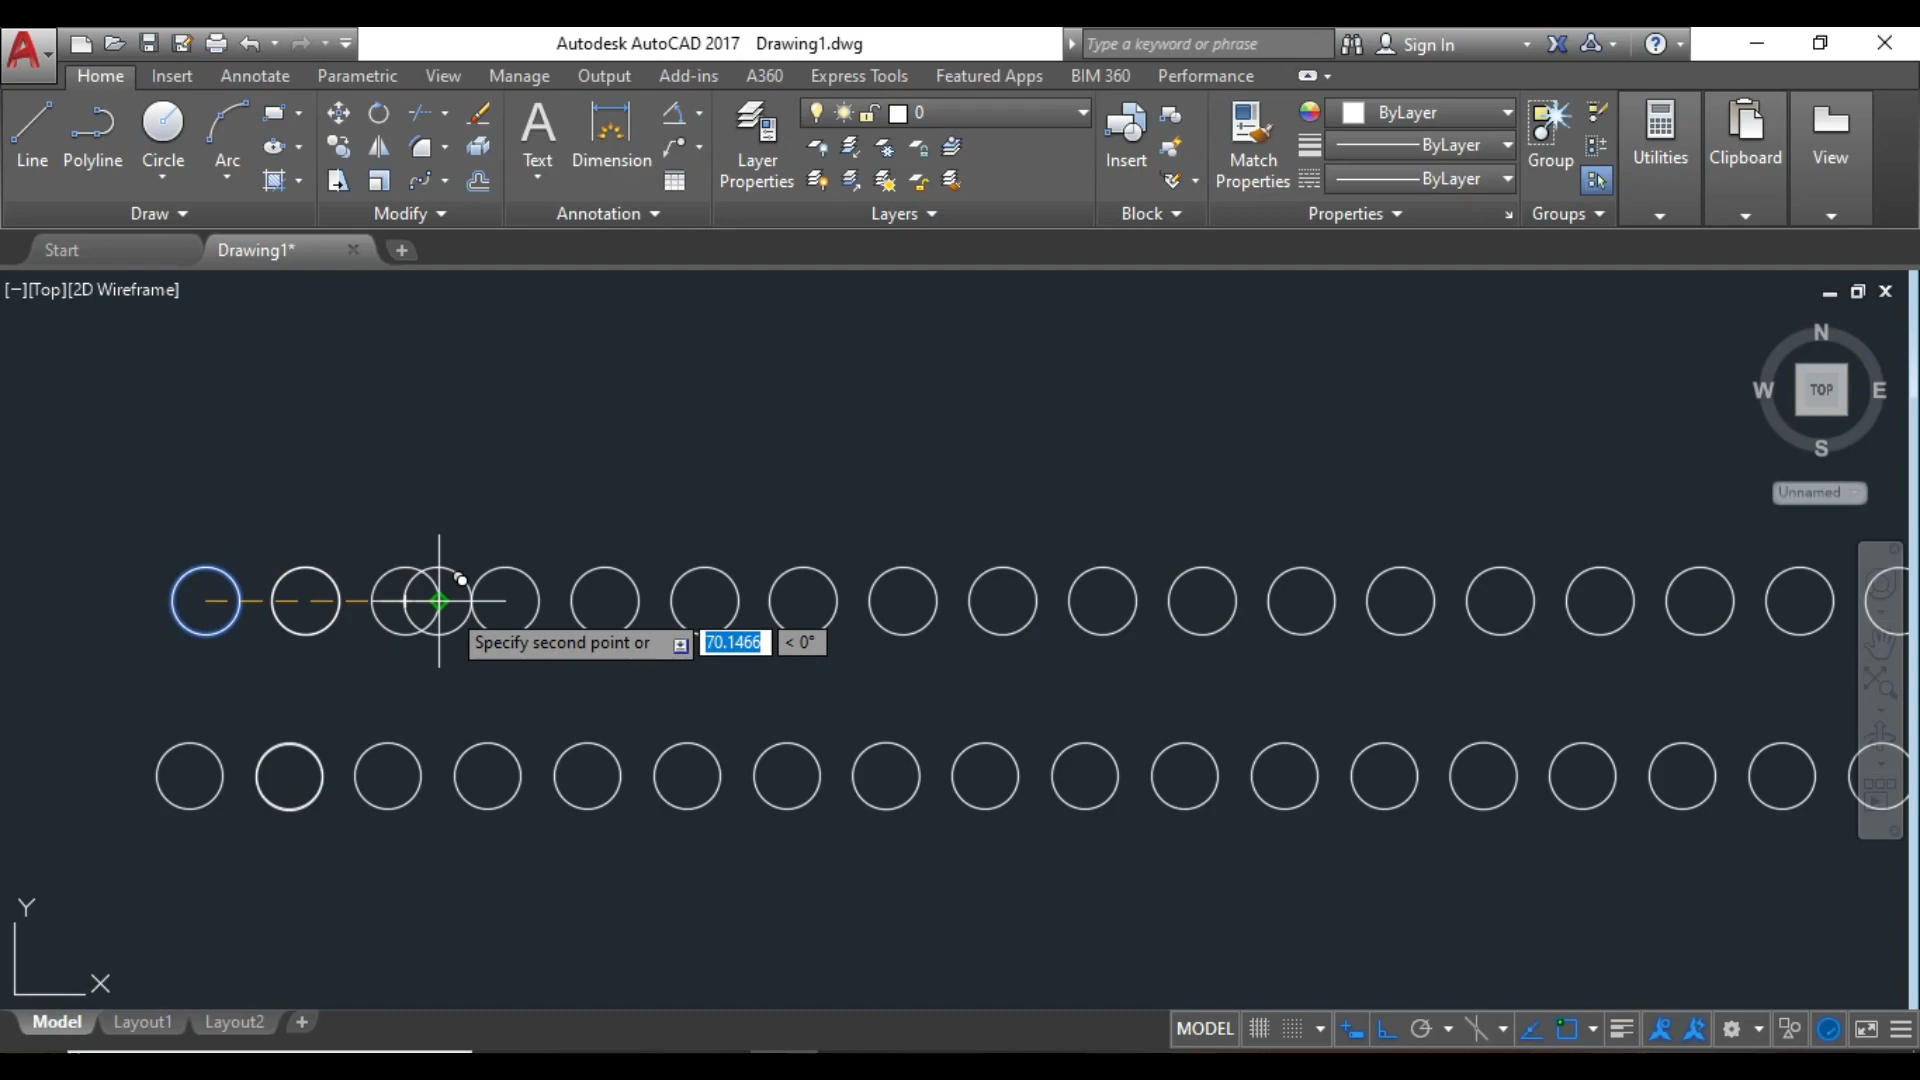 Autodesk AutoCAD 2017 Drawing1.dwg
Type a keyword or phrase
Sign In
Home Insert Annotate Parametric View Manage Output Add-ins A360 Express Tools Featured Apps BIM 360 Performance
0
ByLayer
ByLayer
ByLayer
Line Polyline Circle Arc
Text Dimension
Layer Properties
Insert
Match Properties
Group
Utilities Clipboard View
Draw Modify Annotation Layers Block Properties Groups
Start Drawing1*
[−][Top][2D Wireframe]
N
W TOP E
S
Unnamed
Specify second point or 70.1466 < 0°
Y
X
Model Layout1 Layout2
MODEL